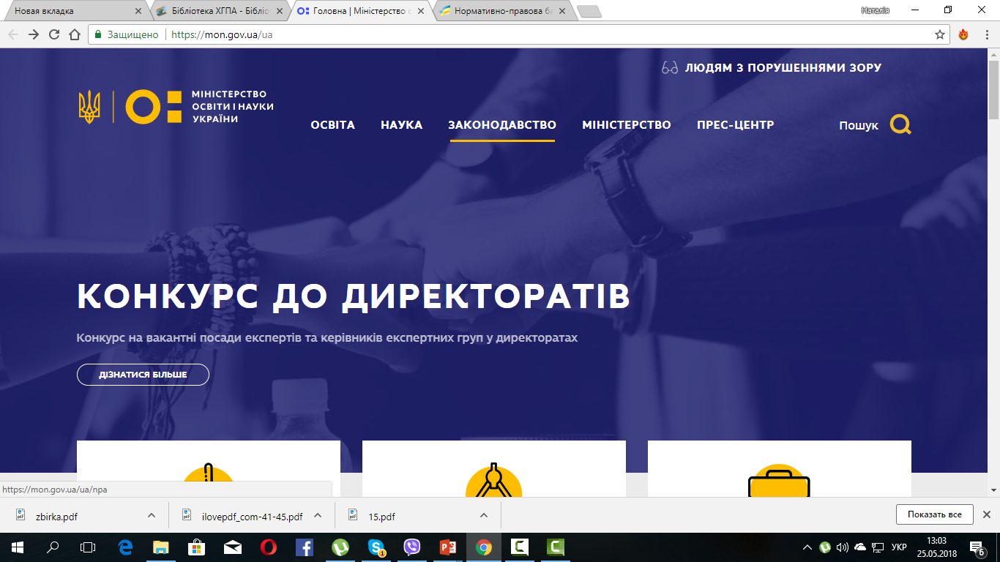 Новая вкладка
Бібліотека ХГПА - Бібліо
Головна | Міністерство о
Нормативно-правова ба
Наталія
Защищено
https://mon.gov.ua/ua
ЛЮДЯМ З ПОРУШЕННЯМИ ЗОРУ
МІНІСТЕРСТВО
ОСВІТИ І НАУКИ
УКРАЇНИ
ОСВІТА НАУКА ЗАКОНОДАВСТВО МІНІСТЕРСТВО ПРЕС-ЦЕНТР
Пошук
КОНКУРС ДО ДИРЕКТОРАТІВ
Конкурс на вакантні посади експертів та керівників експертних груп у директоратах
ДІЗНАТИСЯ БІЛЬШЕ
https://mon.gov.ua/ua/npa
zbirka.pdf
ilovepdf_com-41-45.pdf
15.pdf
Показать все
УКР
13:03
25.05.2018